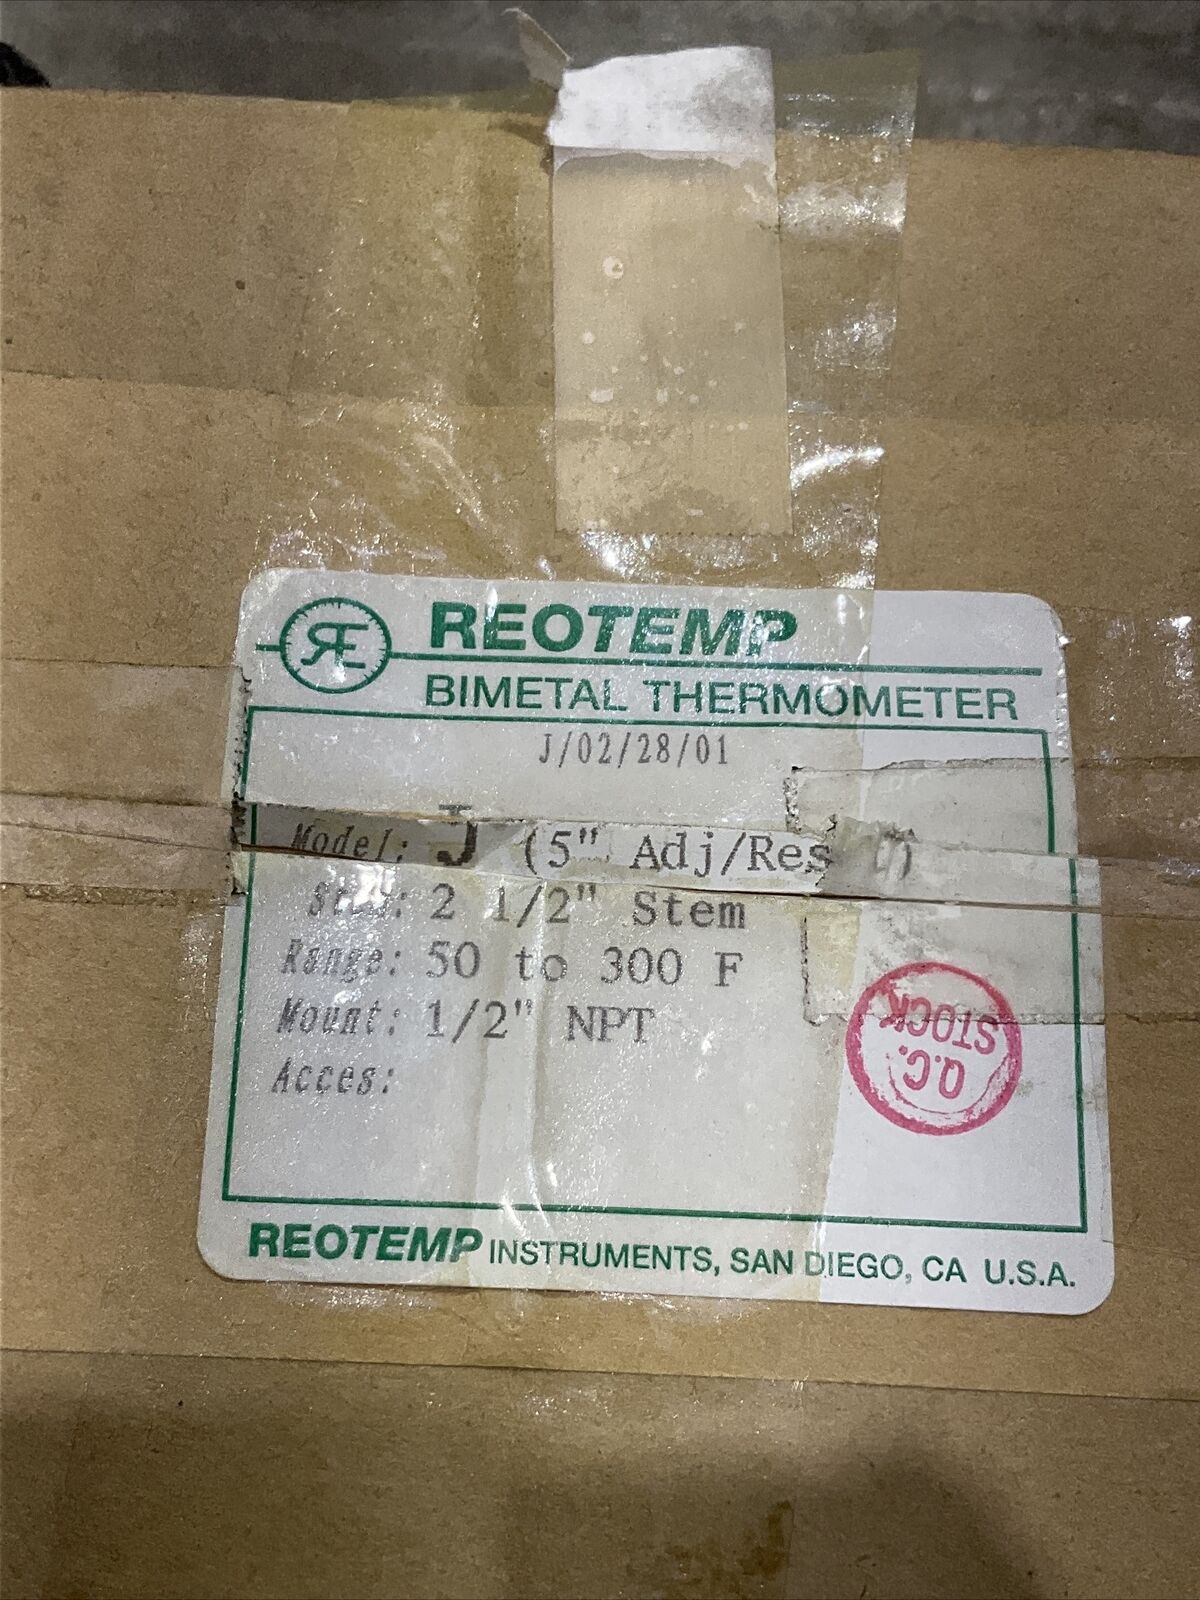 RE REOTEMP
BIMETAL THERMOMETER
J/02/28/01
Model: J (5" Adj/Res
Stem: 2 1/2" Stem
Range: 50 to 300 F
Mount: 1/2" NPT
Acces:
Q.C.
STOCK
REOTEMP INSTRUMENTS, SAN DIEGO, CA U.S.A.